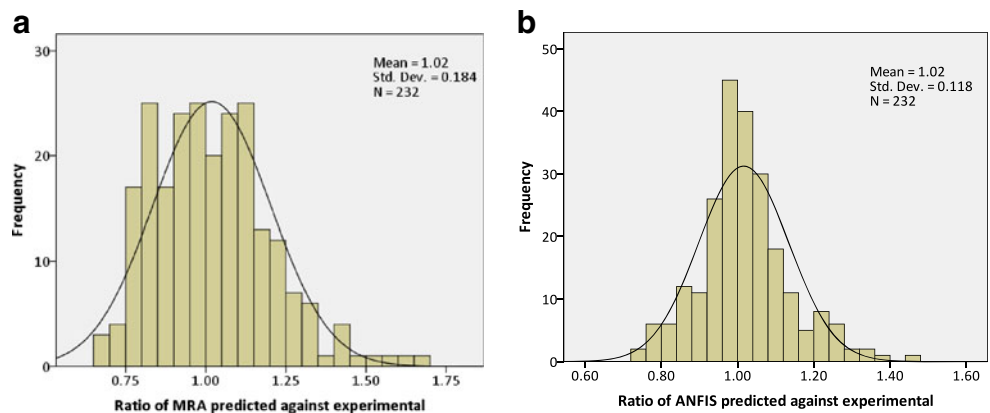 a
30
20
10
0
Frequency
Mean = 1.02
Std. Dev. = 0.184
N = 232
0.75 1.00 1.25 1.50 1.75
Ratio of MRA predicted against experimental
b
50
40
30
20
10
0
Frequency
Mean = 1.02
Std. Dev. = 0.118
N = 232
0.60 0.80 1.00 1.20 1.40 1.60
Ratio of ANFIS predicted against experimental